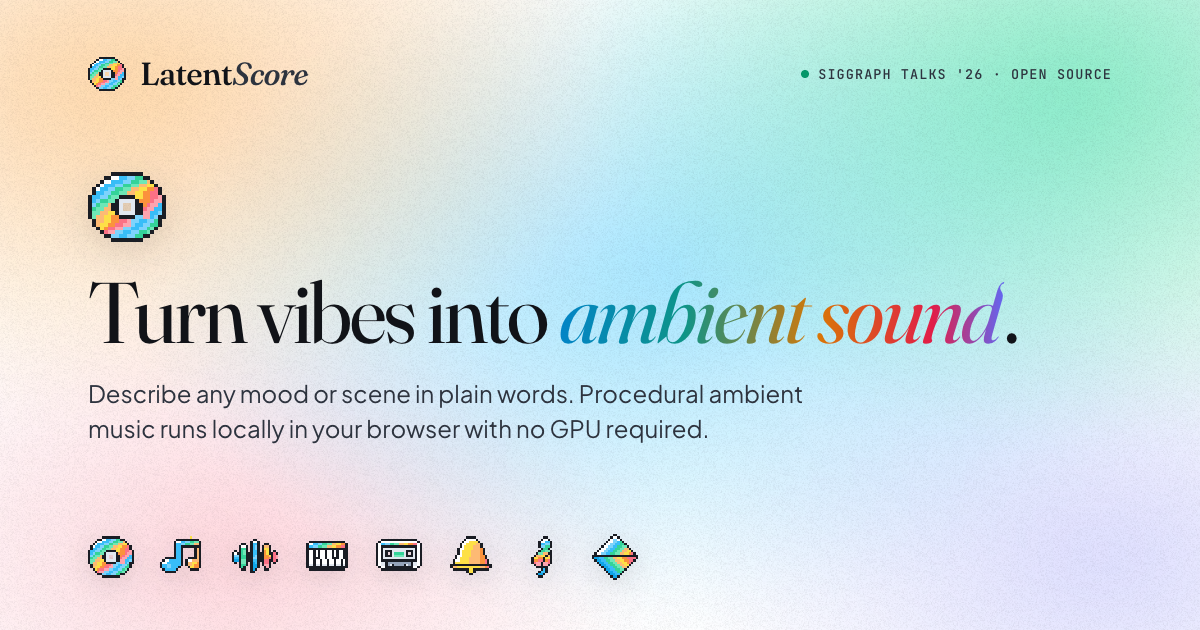 LatentScore
SIGGRAPH TALKS '26 · OPEN SOURCE
Turn vibes into ambient sound.
Describe any mood or scene in plain words. Procedural ambient
music runs locally in your browser with no GPU required.